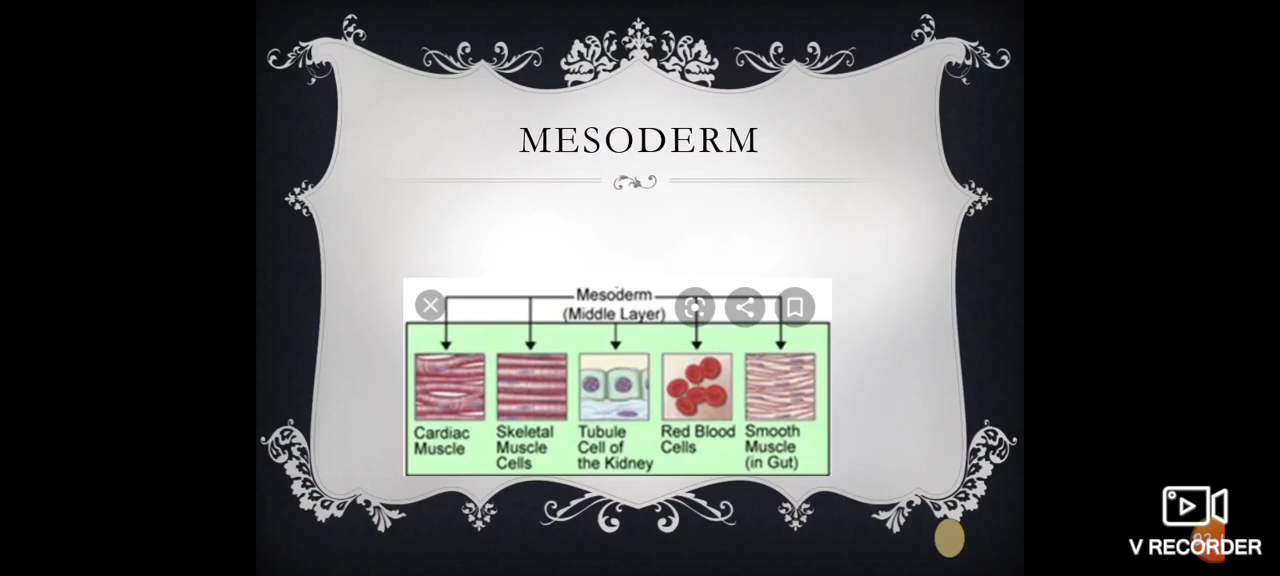 MESODERM
Mesoderm
(Middle Layer)
Cardiac
Muscle
Skeletal
Muscle
Cells
Tubule
Cell of
the Kidney
Red Blood
Cells
Smooth
Muscle
(in Gut)
V RECORDER